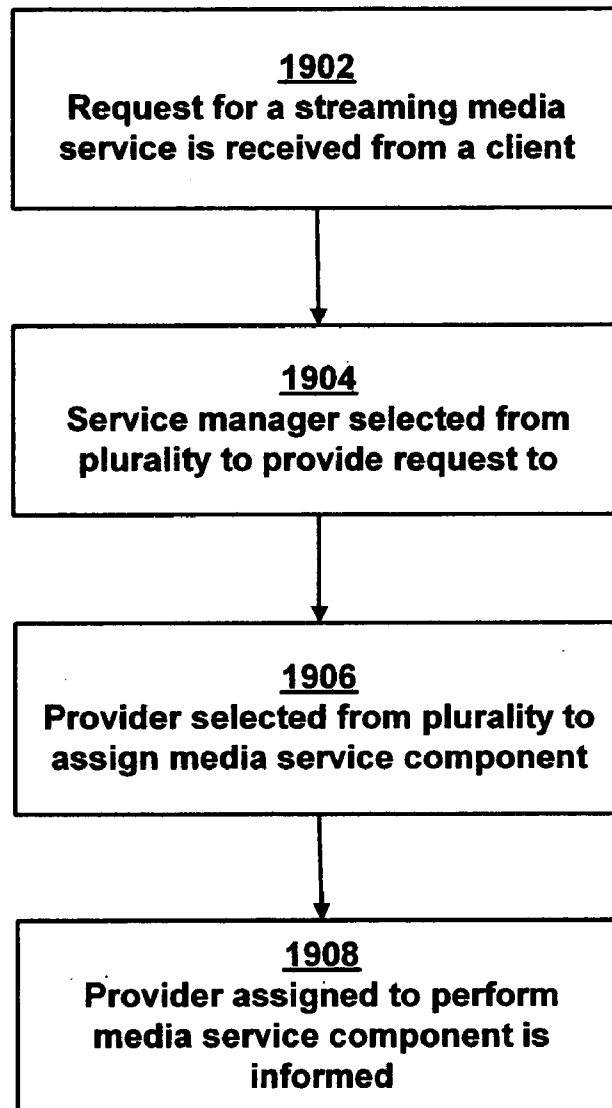 1902
Request for a streaming media
service is received from a client
1904
Service manager selected from
plurality to provide request to
1906
Provider selected from plurality to
assign media service component
1908
Provider assigned to perform
media service component is
informed